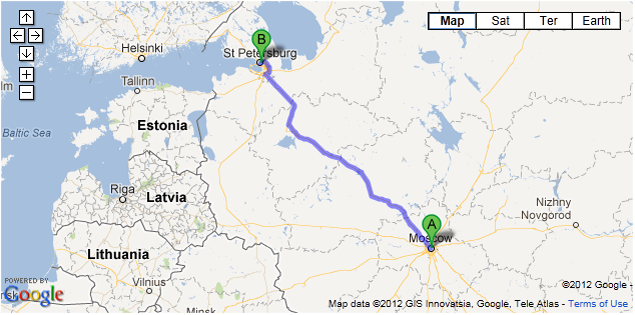 Map
Sat
Ter
Earth
Helsinki
B
St Petersburg
Tallinn
Estonia
Baltic Sea
Riga
Latvia
Nizhny
Novgorod
A
Moscow
Lithuania
Vilnius
Minsk
POWERED BY
Google
©2012 Google -
Map data ©2012 GIS Innovatsia, Google, Tele Atlas - Terms of Use